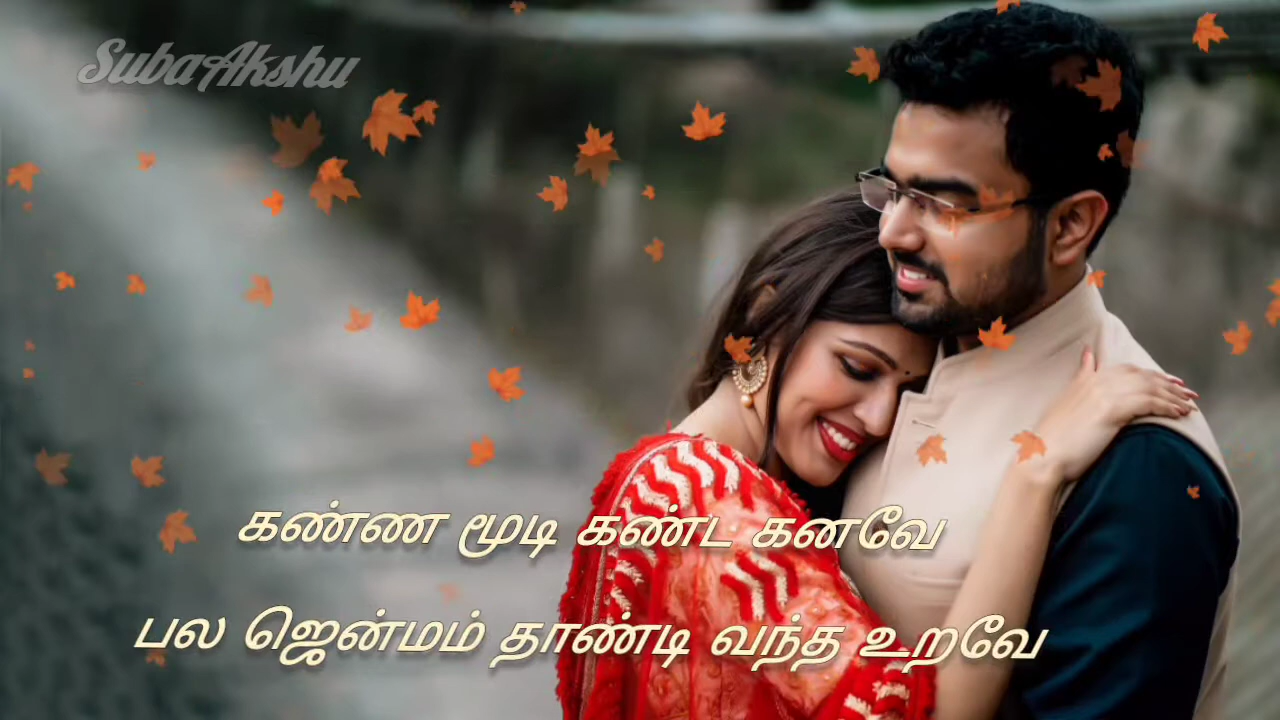 SubaAkshu
கண்ண மூடி கண்ட கனவே
பல ஜென்மம் தாண்டி வந்த உறவே